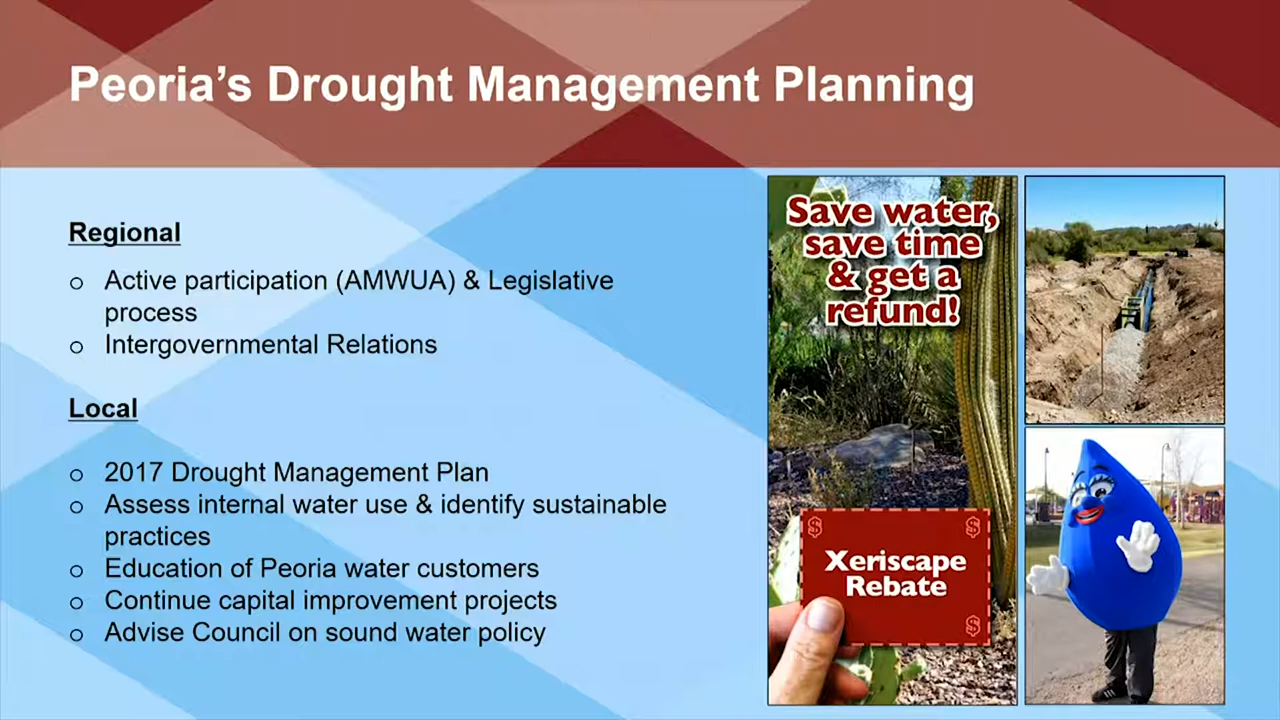 Peoria’s Drought Management Planning
Regional
o Active participation (AMWUA) & Legislative
process
o Intergovernmental Relations
Local
o 2017 Drought Management Plan
o Assess internal water use & identify sustainable
practices
o Education of Peoria water customers
o Continue capital improvement projects
o Advise Council on sound water policy
Save water,
save time
& get a
refund!
$ $
Xeriscape
Rebate
$